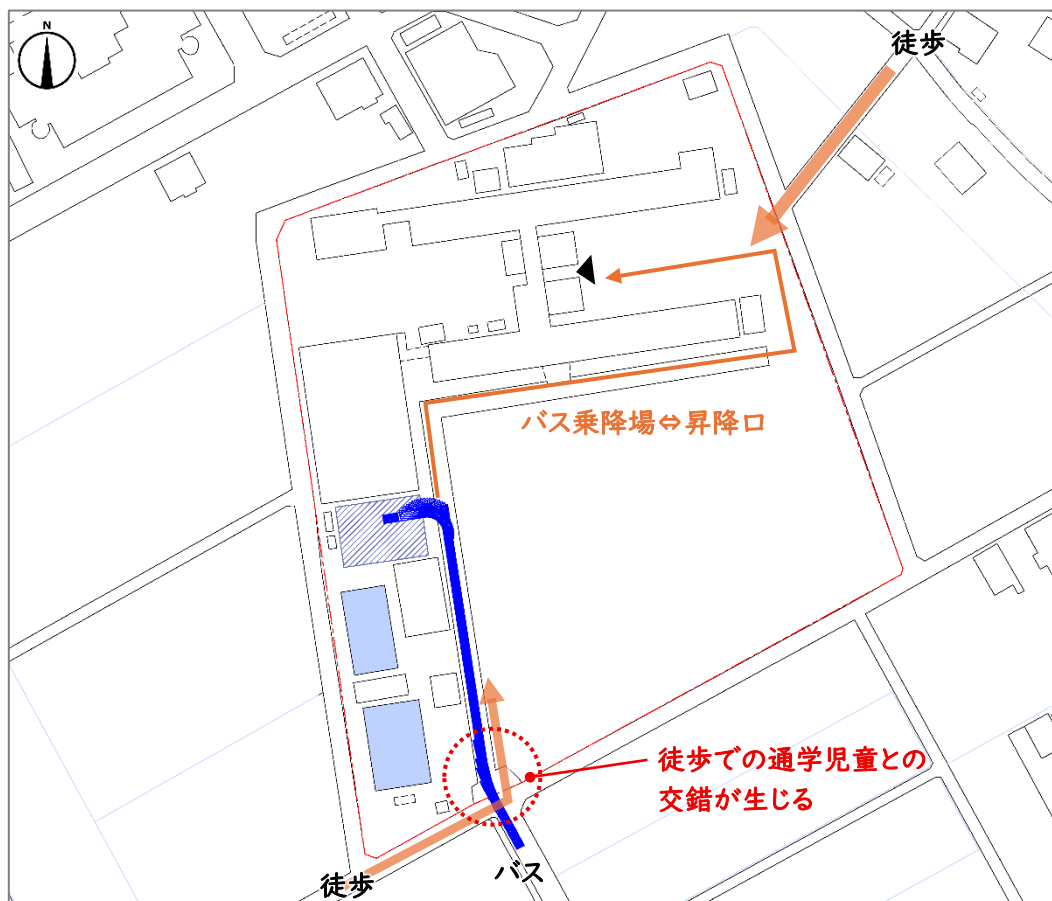 N
徒歩
バス乗降場⇔昇降口
徒歩での通学児童との
交錯が生じる
バス
徒歩